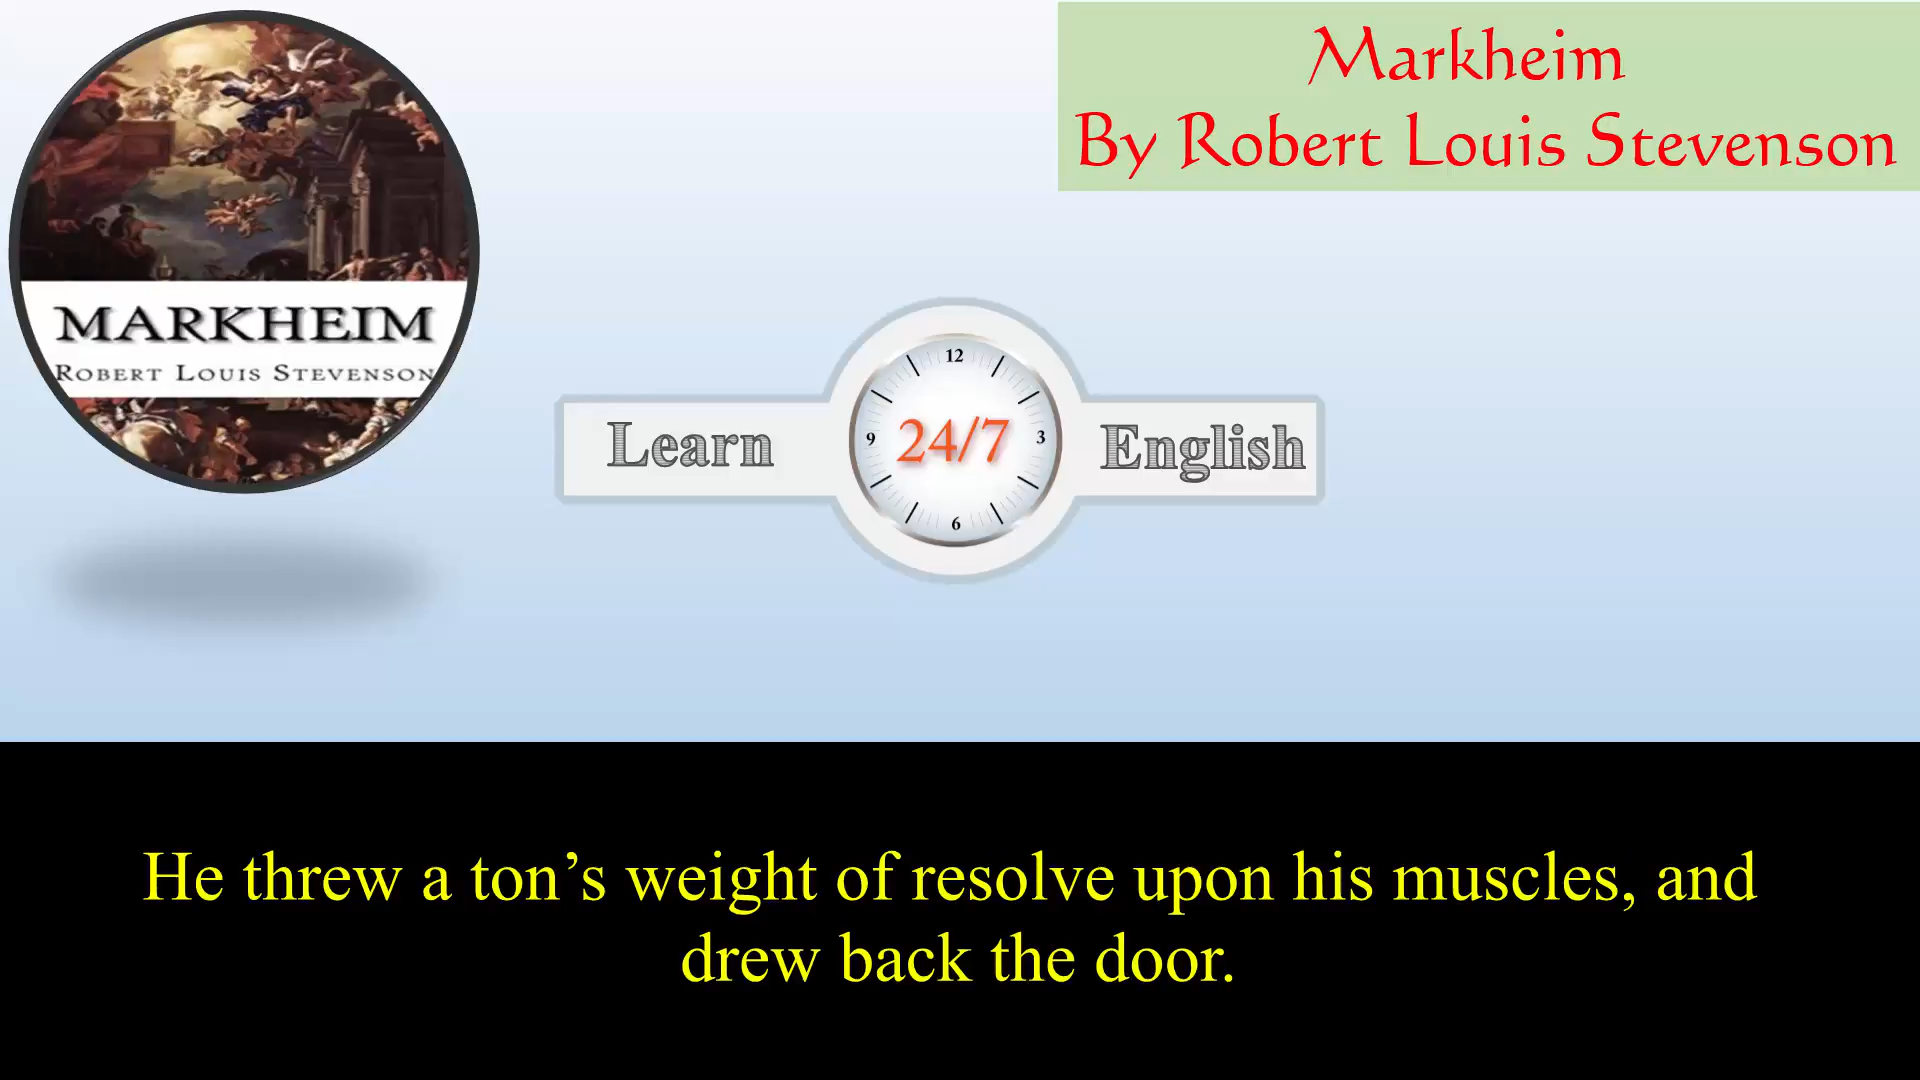 Markheim
By Robert Louis Stevenson
MARKHEIM
ROBERT LOUIS STEVENSON
Learn 24/7 English
12
9
3
6
He threw a ton’s weight of resolve upon his muscles, and
drew back the door.